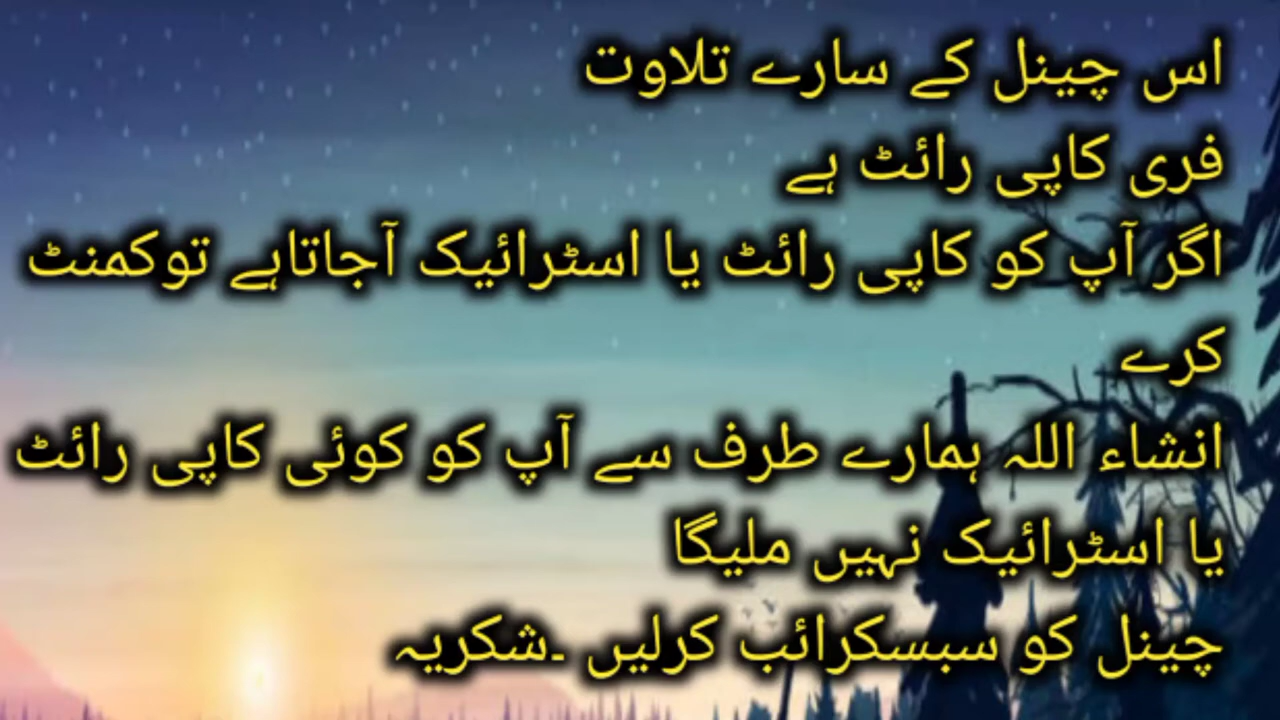 اس چینل کے سارے تلاوت
فری کاپی رائٹ ہے
اگر آپ کو کاپی رائٹ یا اسٹرائیک آجاتاہے توکمنٹ
کرے
انشاء اللہ ہمارے طرف سے آپ کو کوئی کاپی رائٹ
یا اسٹرائیک نہیں ملیگا
چینل کو سبسکرائب کرلیں ۔شکریہ